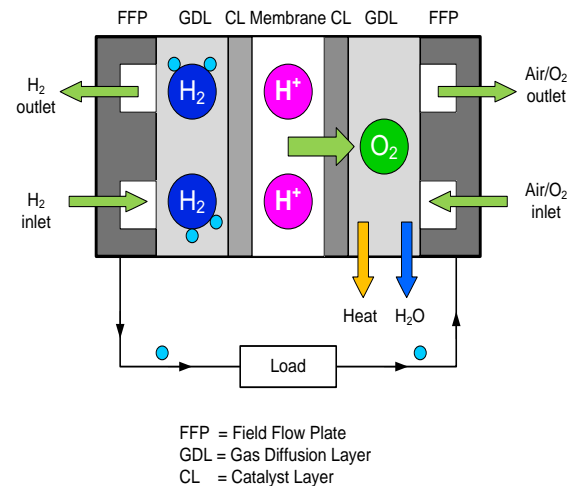 FFP GDL CL Membrane CL GDL FFP
H₂
outlet
H₂
H⁺
Air/O₂
outlet
O₂
H₂
inlet
H₂
H⁺
Air/O₂
inlet
Heat H₂O
Load
FFP = Field Flow Plate
GDL = Gas Diffusion Layer
CL = Catalyst Layer